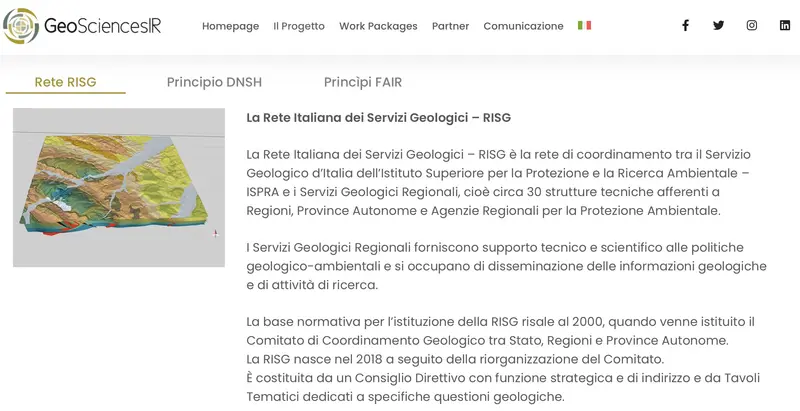 GeoSciencesIR
Homepage Il Progetto Work Packages Partner Comunicazione
Rete RISG Principio DNSH Princìpi FAIR
La Rete Italiana dei Servizi Geologici – RISG
La Rete Italiana dei Servizi Geologici – RISG è la rete di coordinamento tra il Servizio
Geologico d’Italia dell’Istituto Superiore per la Protezione e la Ricerca Ambientale –
ISPRA e i Servizi Geologici Regionali, cioè circa 30 strutture tecniche afferenti a
Regioni, Province Autonome e Agenzie Regionali per la Protezione Ambientale.
I Servizi Geologici Regionali forniscono supporto tecnico e scientifico alle politiche
geologico-ambientali e si occupano di disseminazione delle informazioni geologiche
e di attività di ricerca.
La base normativa per l’istituzione della RISG risale al 2000, quando venne istituito il
Comitato di Coordinamento Geologico tra Stato, Regioni e Province Autonome.
La RISG nasce nel 2018 a seguito della riorganizzazione del Comitato.
È costituita da un Consiglio Direttivo con funzione strategica e di indirizzo e da Tavoli
Tematici dedicati a specifiche questioni geologiche.